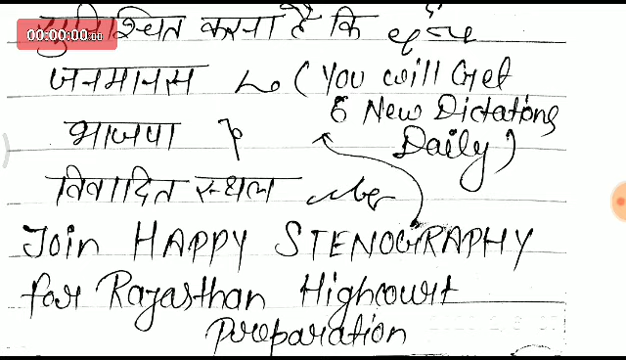 सुनिश्चित करना है कि
00:00:00:00
जनमानस (You will Get
6 New Dictations
भाजपा
Daily)
विवादित स्थल
Join HAPPY STENOGRAPHY
for Rajasthan Highcourt
Preparation